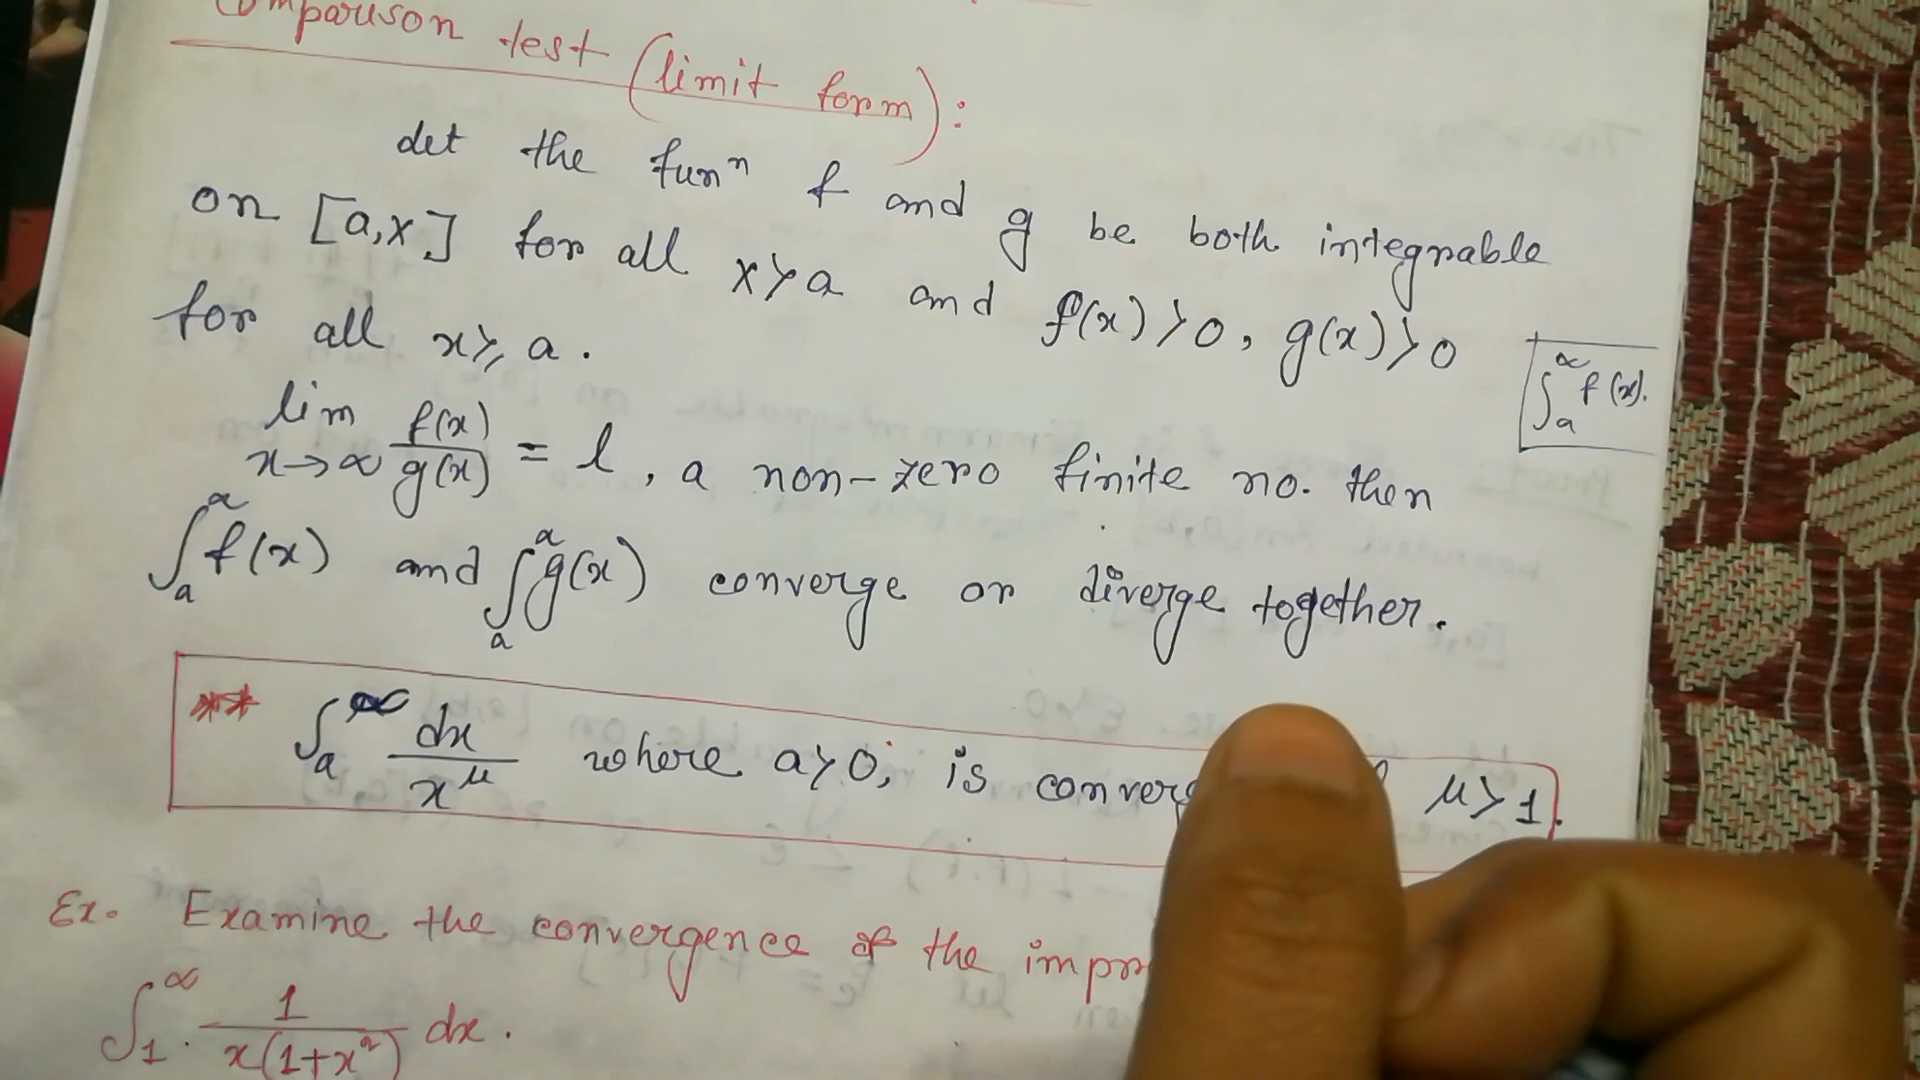 Comparison test (limit form):
Let the funⁿ f and g be both integrable
on [a,x] for all x>a and f(x)>0, g(x)>0
for all x≥a.
∫ₐ^∞ f(x).
lim x→∞ f(x)/g(x) = l, a non-zero finite no. then
∫ₐ^∞ f(x) and ∫ₐ^∞ g(x) converge or diverge together.
** ∫ₐ^∞ dx/x^μ where a>0, is μ>1.
Ex. Examine the convergence of the
∫₁^∞ 1/x(1+x²) dx.